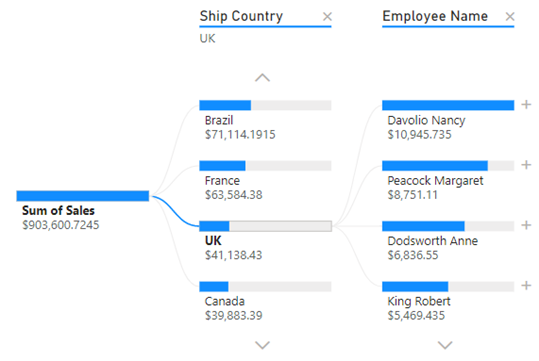 Ship Country
UK
Employee Name
Sum of Sales
$903,600.7245
Brazil
$71,114.1915
France
$63,584.38
UK
$41,138.43
Canada
$39,883.39
Davolio Nancy
$10,945.735
Peacock Margaret
$8,751.11
Dodsworth Anne
$6,836.55
King Robert
$5,469.435